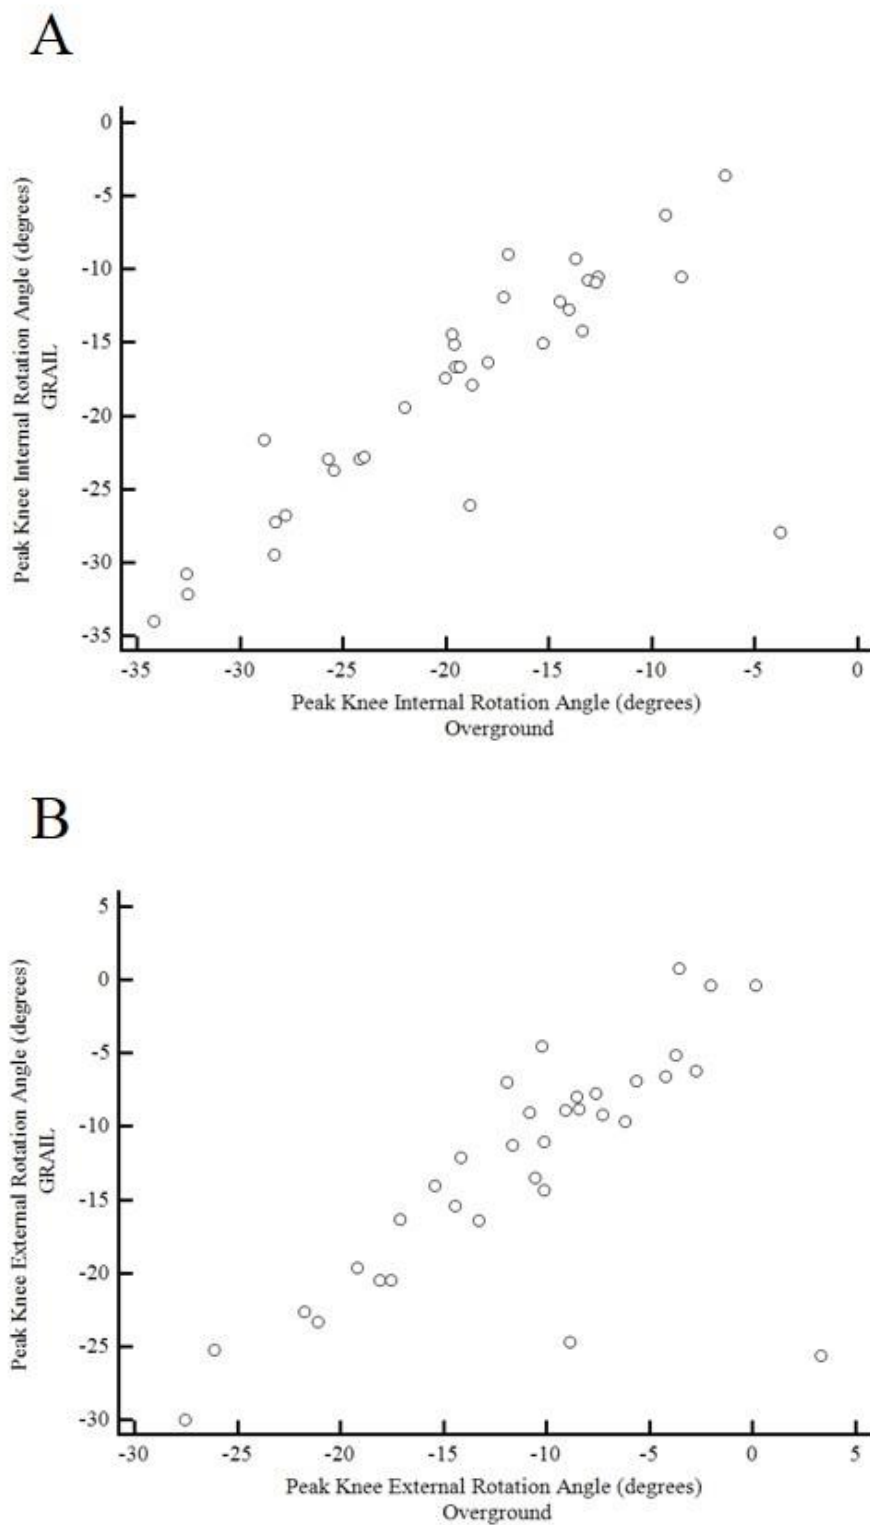 A
0
-5
-10
-15
-20
-25
-30
-35
Peak Knee Internal Rotation Angle (degrees)
GRAIL
-35 -30 -25 -20 -15 -10 -5 0
Peak Knee Internal Rotation Angle (degrees)
Overground
B
5
0
-5
-10
-15
-20
-25
-30
Peak Knee External Rotation Angle (degrees)
GRAIL
-30 -25 -20 -15 -10 -5 0 5
Peak Knee External Rotation Angle (degrees)
Overground